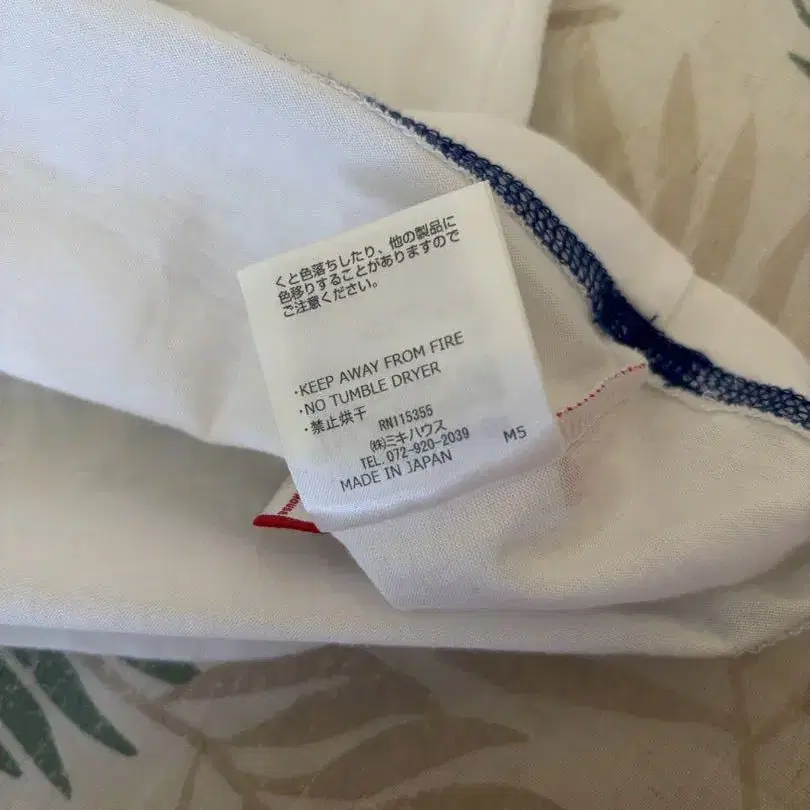 くと色落ちしたり、他の製品に
色移りすることがありますので
ご注意ください。
・KEEP AWAY FROM FIRE
・NO TUMBLE DRYER
・禁止烘干
RN115355
㈱ミキハウス
TEL.072-920-2039
MADE IN JAPAN
M5